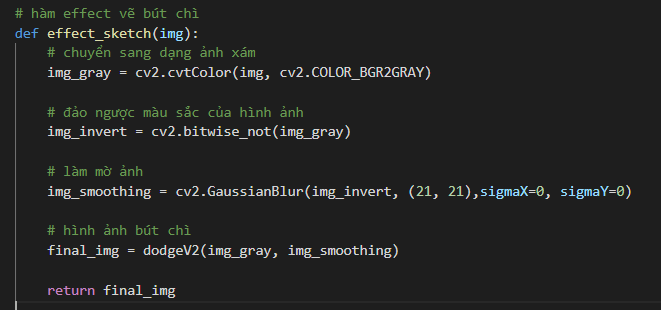 # hàm effect vẽ bút chì
def effect_sketch(img):
# chuyển sang dạng ảnh xám
img_gray = cv2.cvtColor(img, cv2.COLOR_BGR2GRAY)
# đảo ngược màu sắc của hình ảnh
img_invert = cv2.bitwise_not(img_gray)
# làm mờ ảnh
img_smoothing = cv2.GaussianBlur(img_invert, (21, 21),sigmaX=0, sigmaY=0)
# hình ảnh bút chì
final_img = dodgeV2(img_gray, img_smoothing)
return final_img